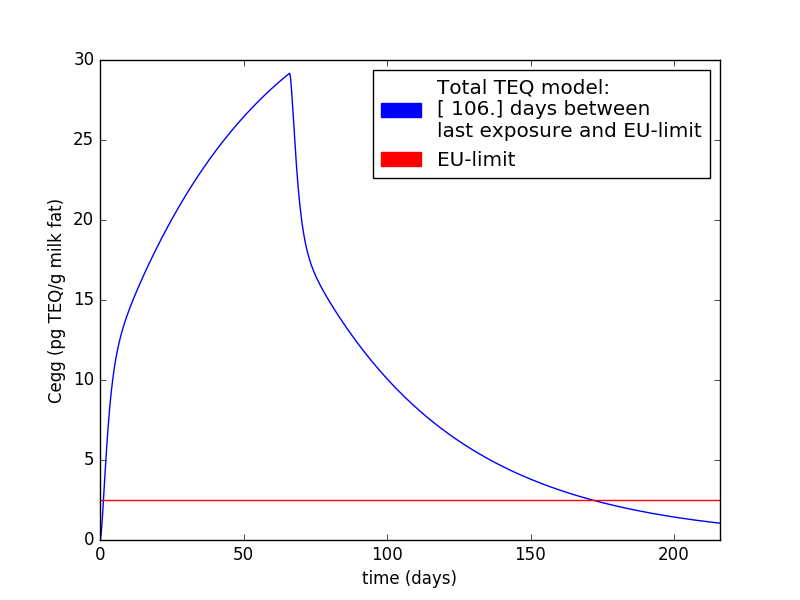 30
25
20
15
10
5
0
Cegg (pg TEQ/g milk fat)
Total TEQ model:
[ 106.] days between
last exposure and EU-limit
EU-limit
0 50 100 150 200
time (days)